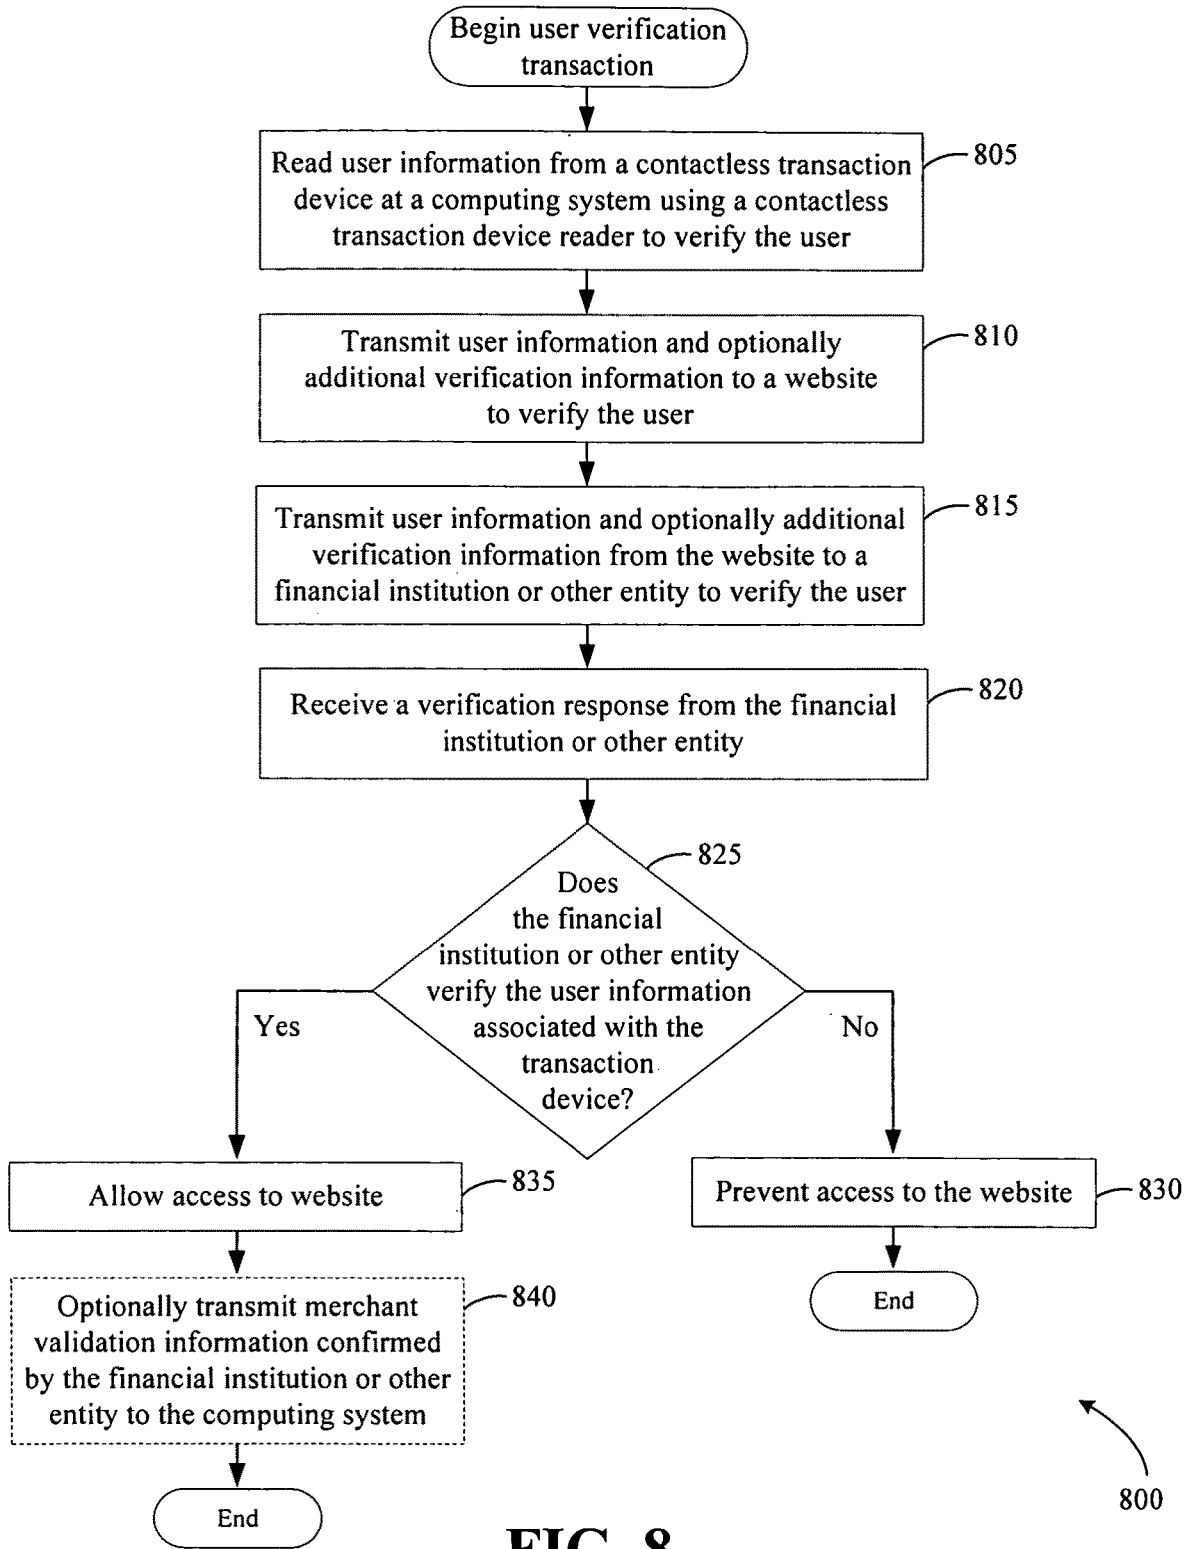 Begin user verification
transaction
Read user information from a contactless transaction
device at a computing system using a contactless
transaction device reader to verify the user
805
Transmit user information and optionally
additional verification information to a website
to verify the user
810
Transmit user information and optionally additional
verification information from the website to a
financial institution or other entity to verify the user
815
Receive a verification response from the financial
institution or other entity
820
825
Does
the financial
institution or other entity
verify the user information
associated with the
transaction
device?
Yes
No
Allow access to website
835
Prevent access to the website
830
Optionally transmit merchant
validation information confirmed
by the financial institution or other
entity to the computing system
840
End
End
800
FIG. 8